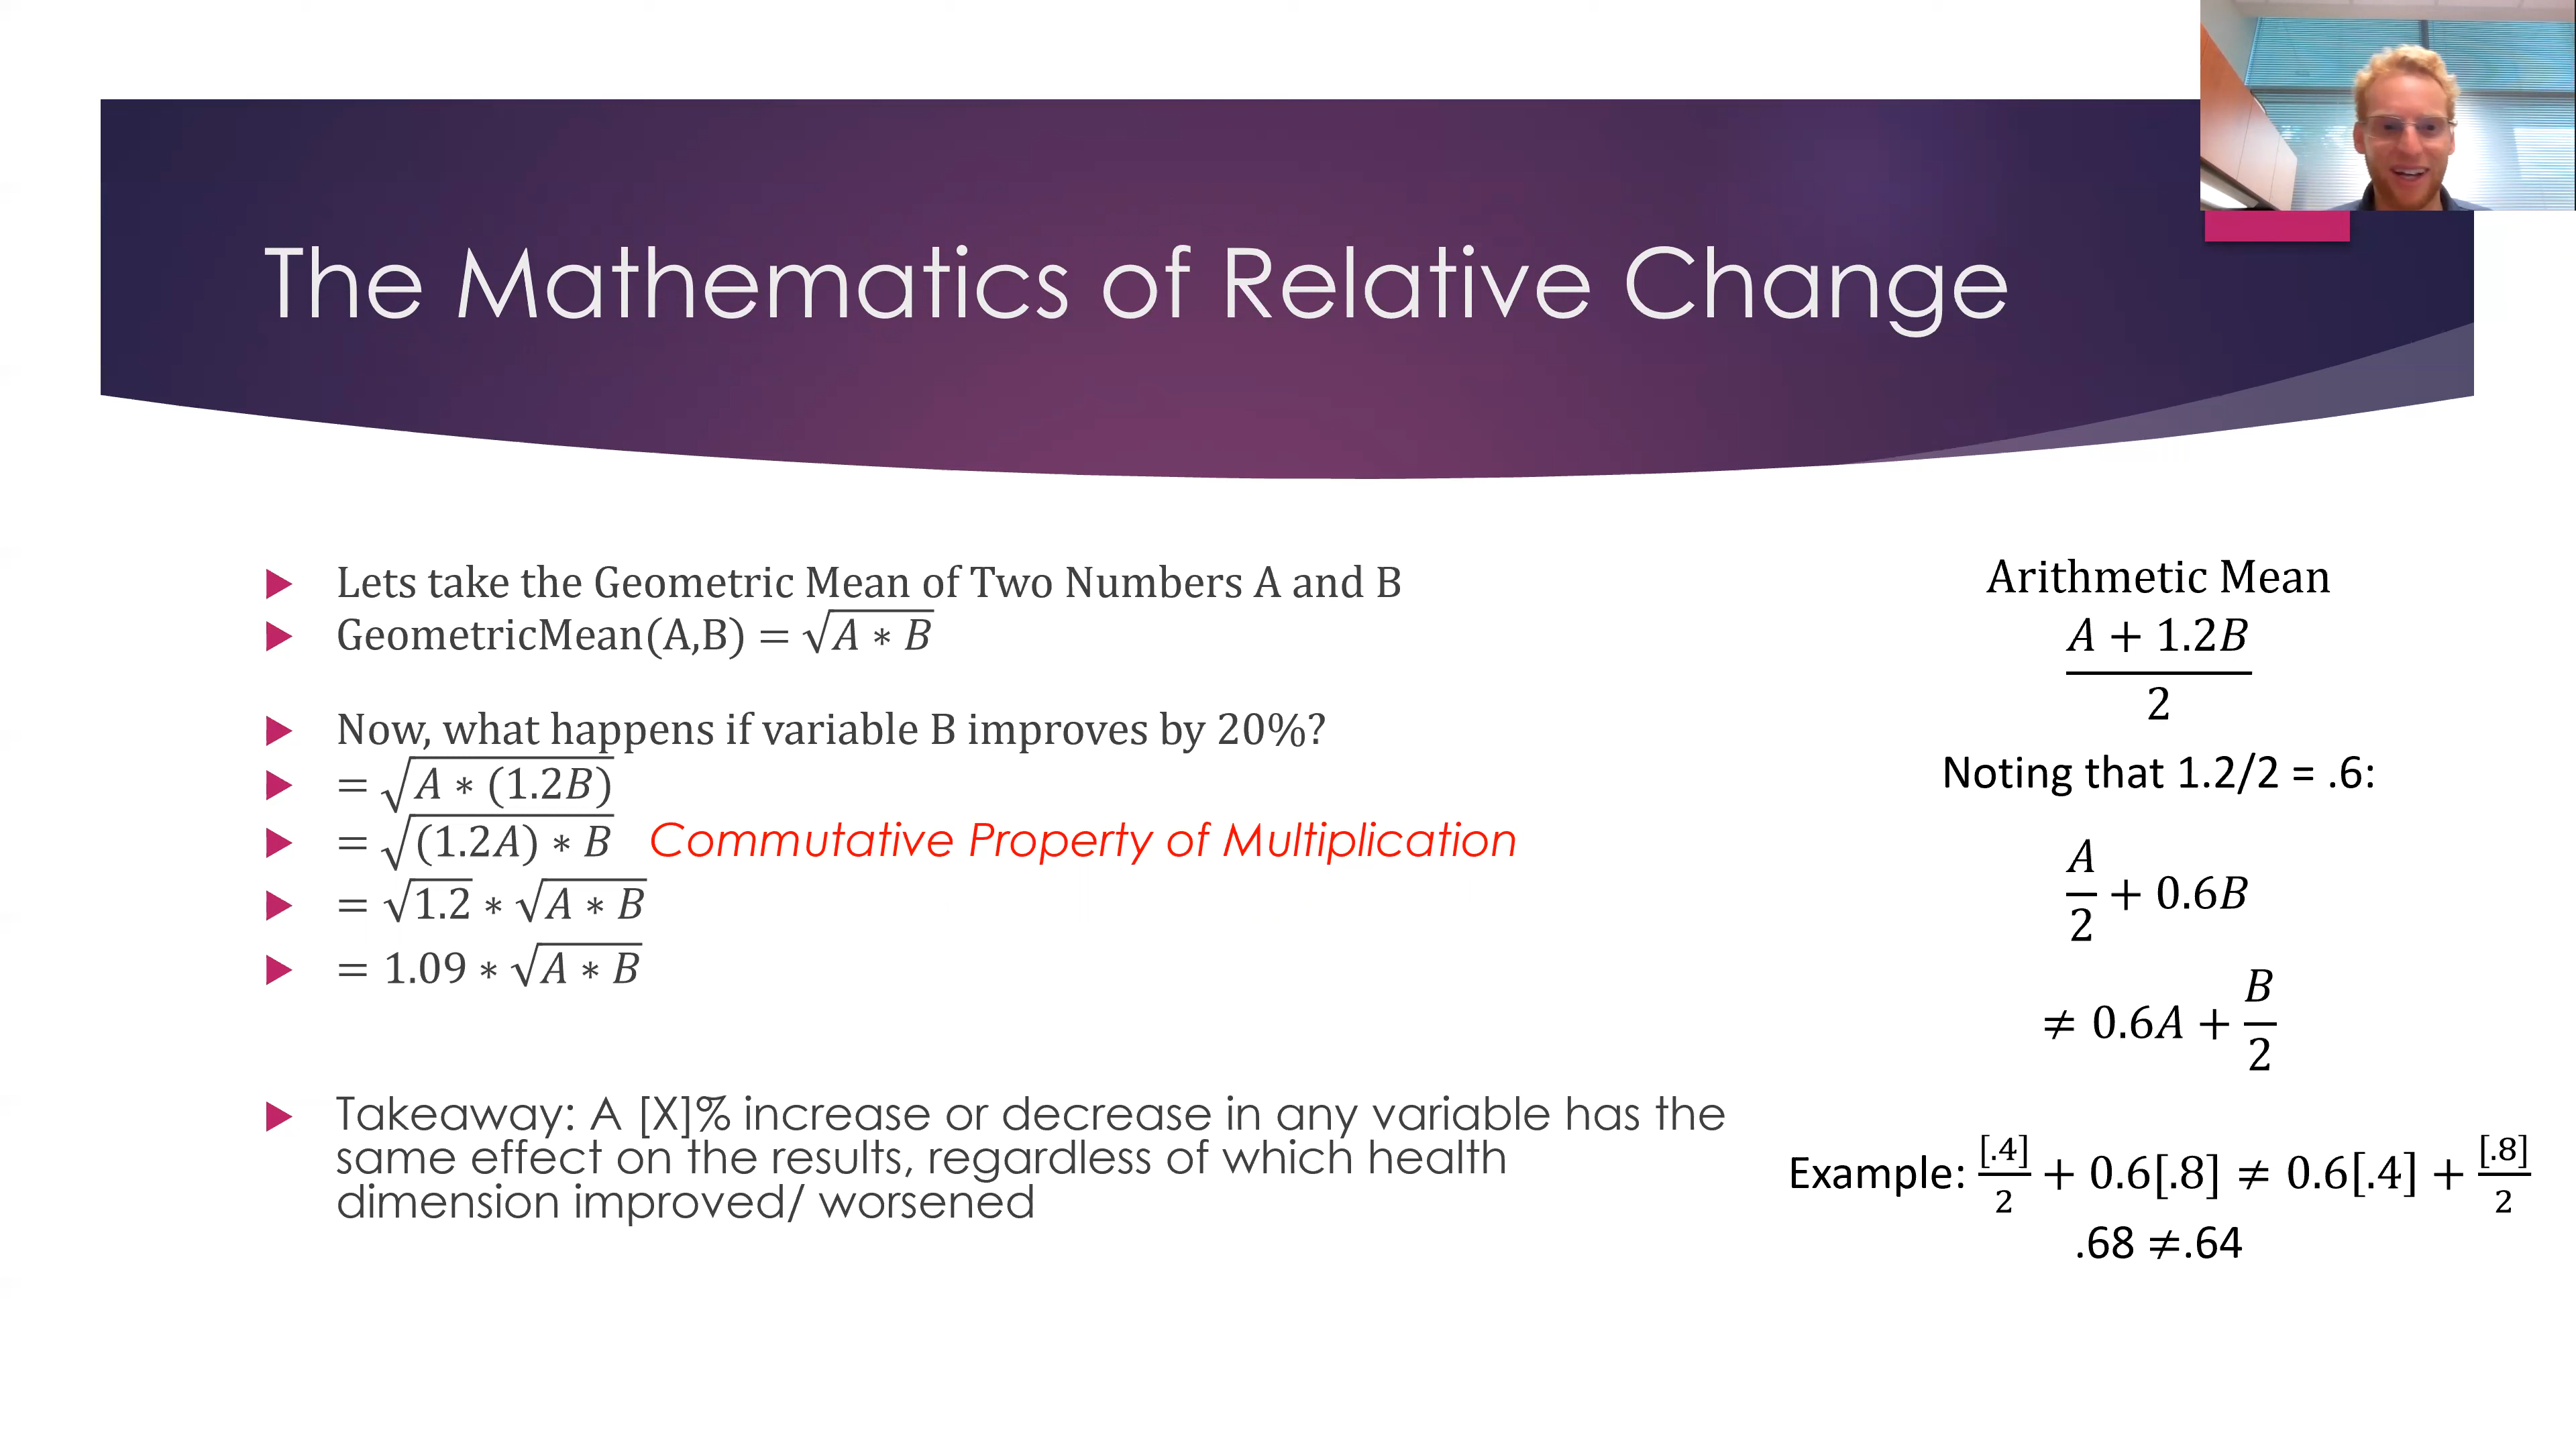 The Mathematics of Relative Change
Lets take the Geometric Mean of Two Numbers A and B
GeometricMean(A,B) = √(A ∗ B)
Now, what happens if variable B improves by 20%?
= √(A ∗ (1.2B))
= √((1.2A) ∗ B) Commutative Property of Multiplication
= √1.2 ∗ √(A ∗ B)
= 1.09 ∗ √(A ∗ B)
Takeaway: A [X]% increase or decrease in any variable has the
same effect on the results, regardless of which health
dimension improved/ worsened
Arithmetic Mean
A + 1.2B
2
Noting that 1.2/2 = .6:
A/2 + 0.6B
≠ 0.6A + B/2
Example: [.4]/2 + 0.6[.8] ≠ 0.6[.4] + [.8]/2
.68 ≠.64